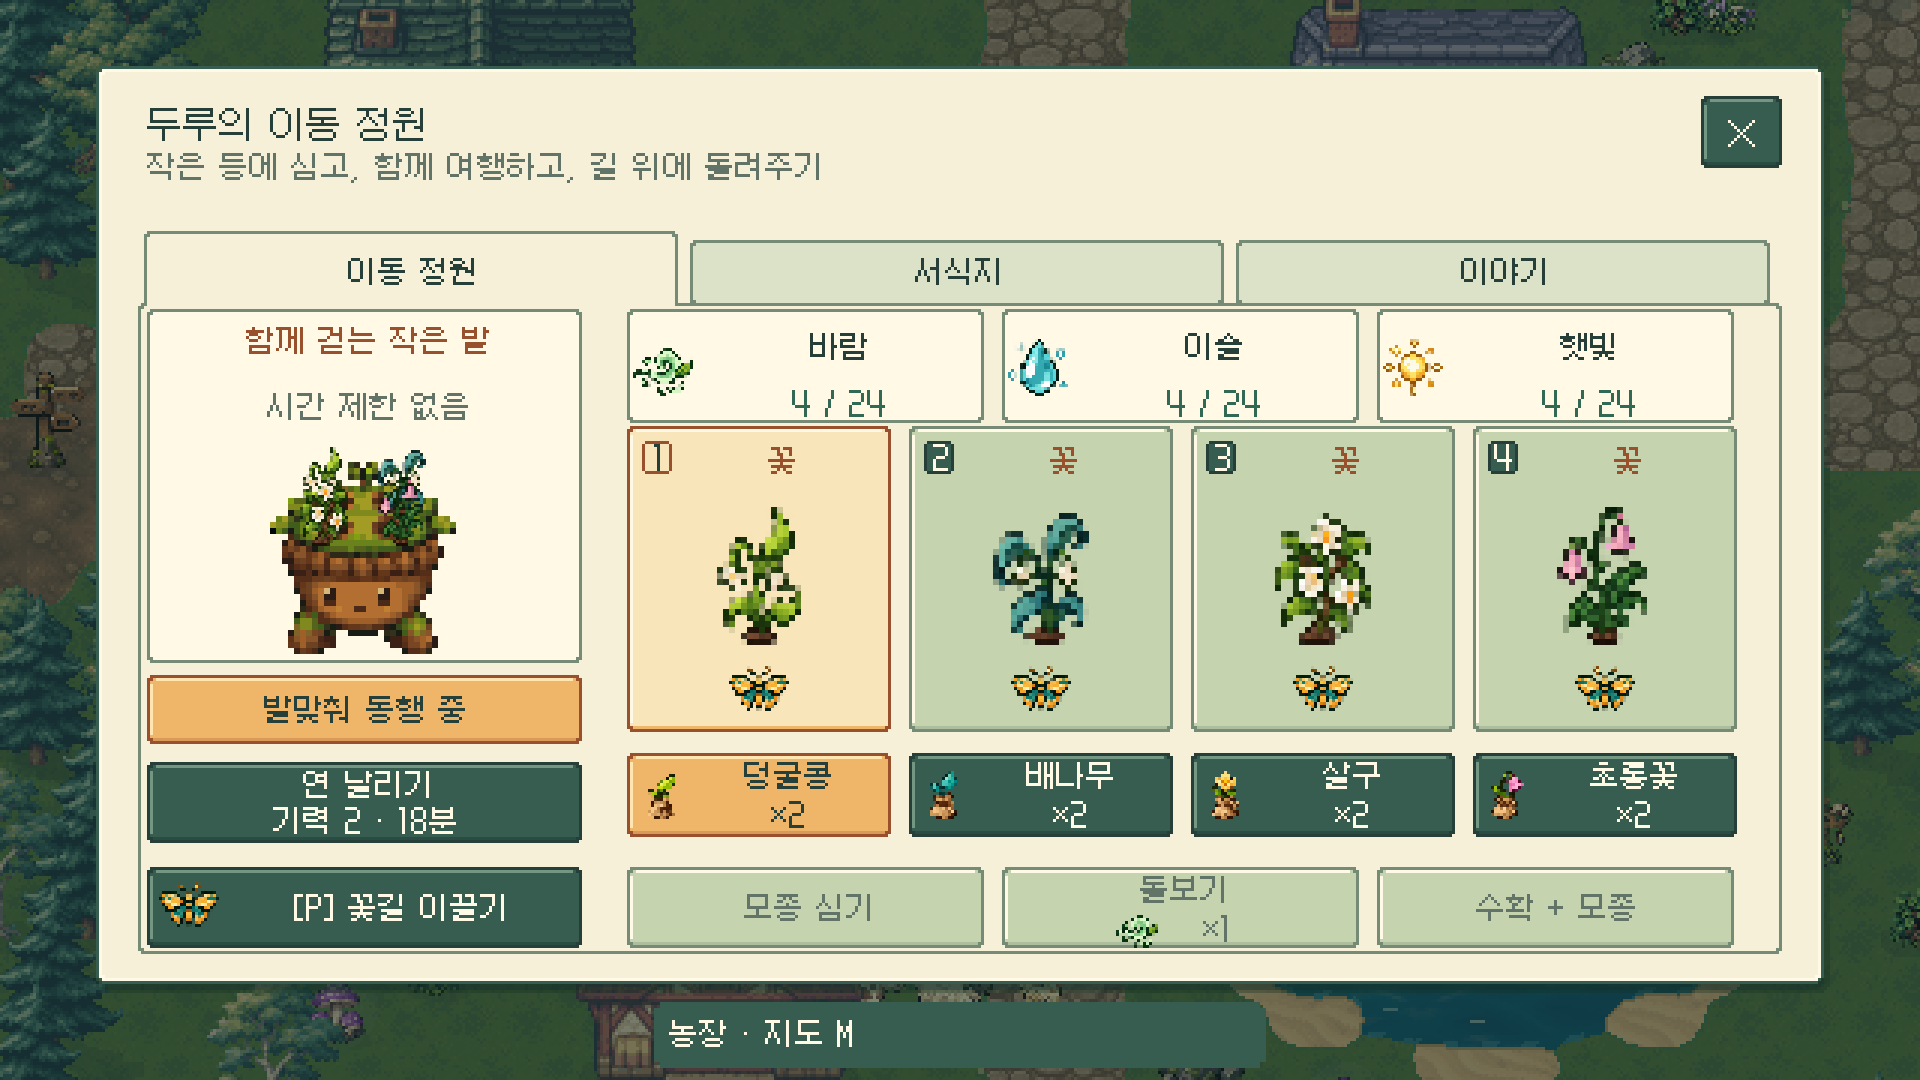 두루의 이동 정원
작은 등에 심고, 함께 여행하고, 길 위에 돌려주기
이동 정원
서식지
이야기
함께 걷는 작은 발
시간 제한 없음
바람
4 / 24
이슬
4 / 24
햇빛
4 / 24
1 꽃
2 꽃
3 꽃
4 꽃
발맞춰 동행 중
연 날리기
기력 2 · 18분
[P] 꽃길 이끌기
덩굴콩
×2
배나무
×2
살구
×2
초롱꽃
×2
모종 심기
돌보기
×1
수확 + 모종
농장 · 지도 M